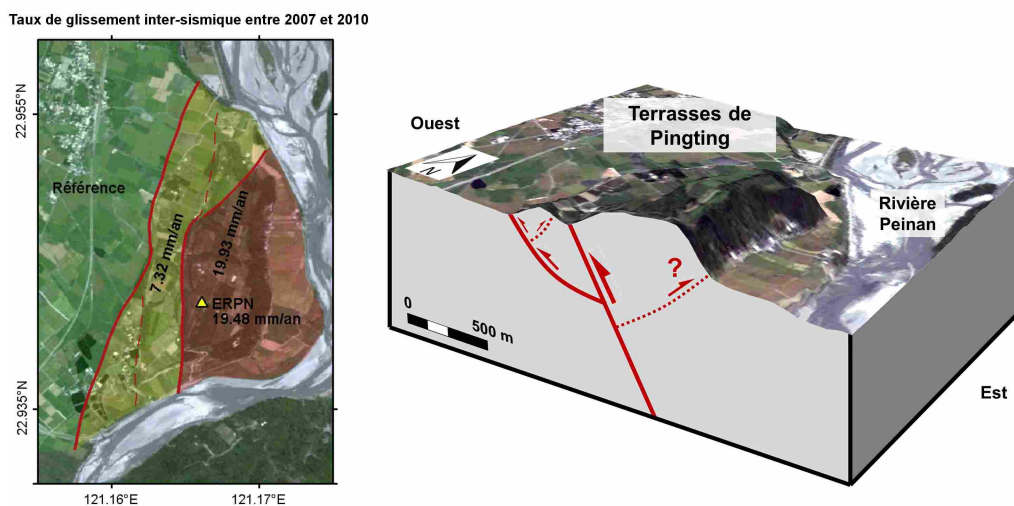 Taux de glissement inter-sismique entre 2007 et 2010
22.955°N
22.935°N
121.16°E
121.17°E
Référence
7.32 mm/an
19.93 mm/an
ERPN
19.48 mm/an
Ouest
Terrasses de
Pingting
N
Rivière
Peinan
?
0
500 m
Est